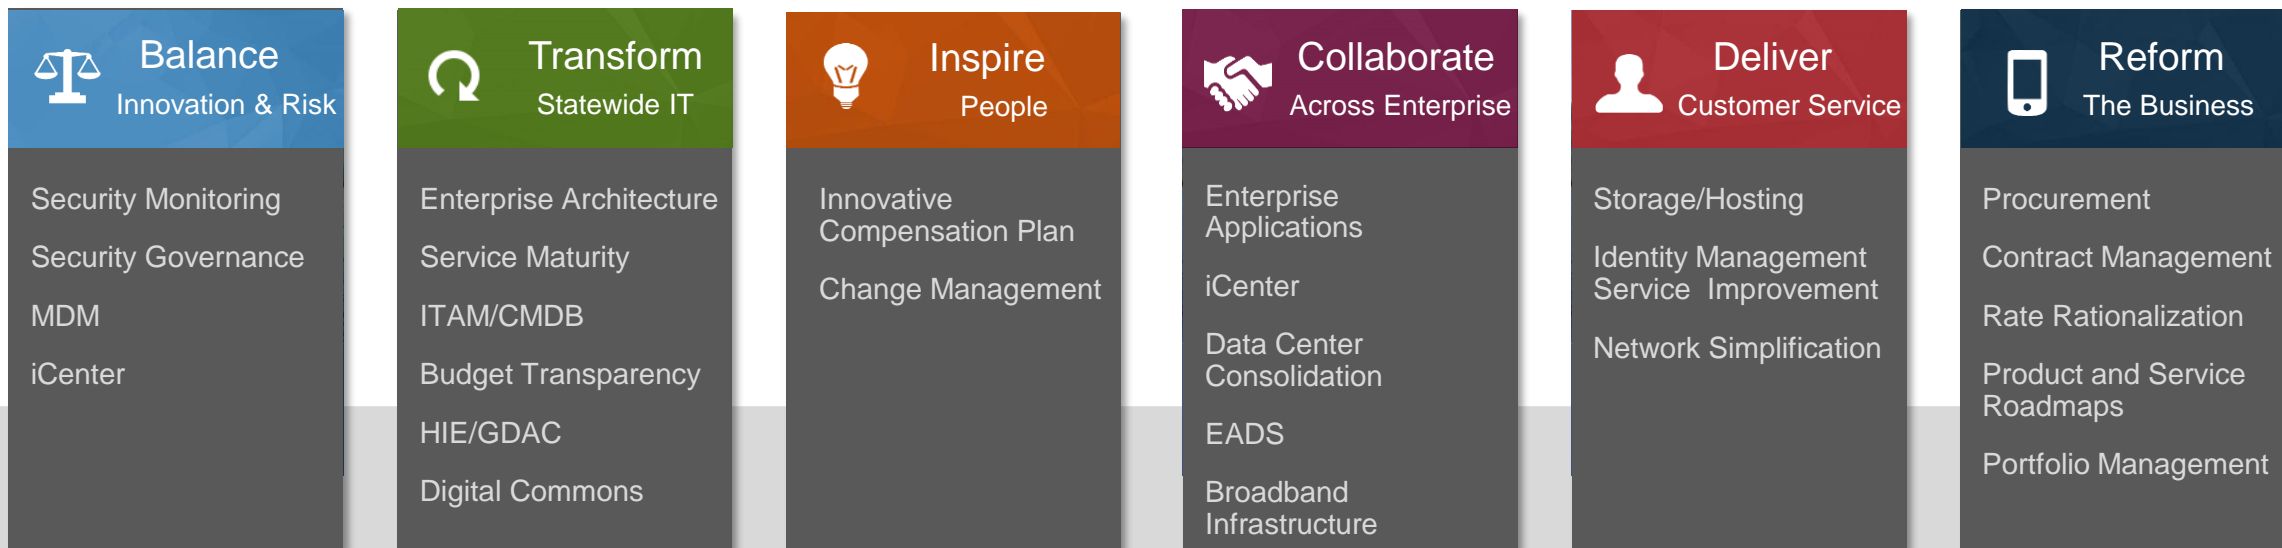 Balance
Innovation & Risk
Security Monitoring
Security Governance
MDM
iCenter
Transform
Statewide IT
Enterprise Architecture
Service Maturity
ITAM/CMDB
Budget Transparency
HIE/GDAC
Digital Commons
Inspire
People
Innovative
Compensation Plan
Change Management
Collaborate
Across Enterprise
Enterprise
Applications
iCenter
Data Center
Consolidation
EADS
Broadband
Infrastructure
Deliver
Customer Service
Storage/Hosting
Identity Management
Service Improvement
Network Simplification
Reform
The Business
Procurement
Contract Management
Rate Rationalization
Product and Service
Roadmaps
Portfolio Management